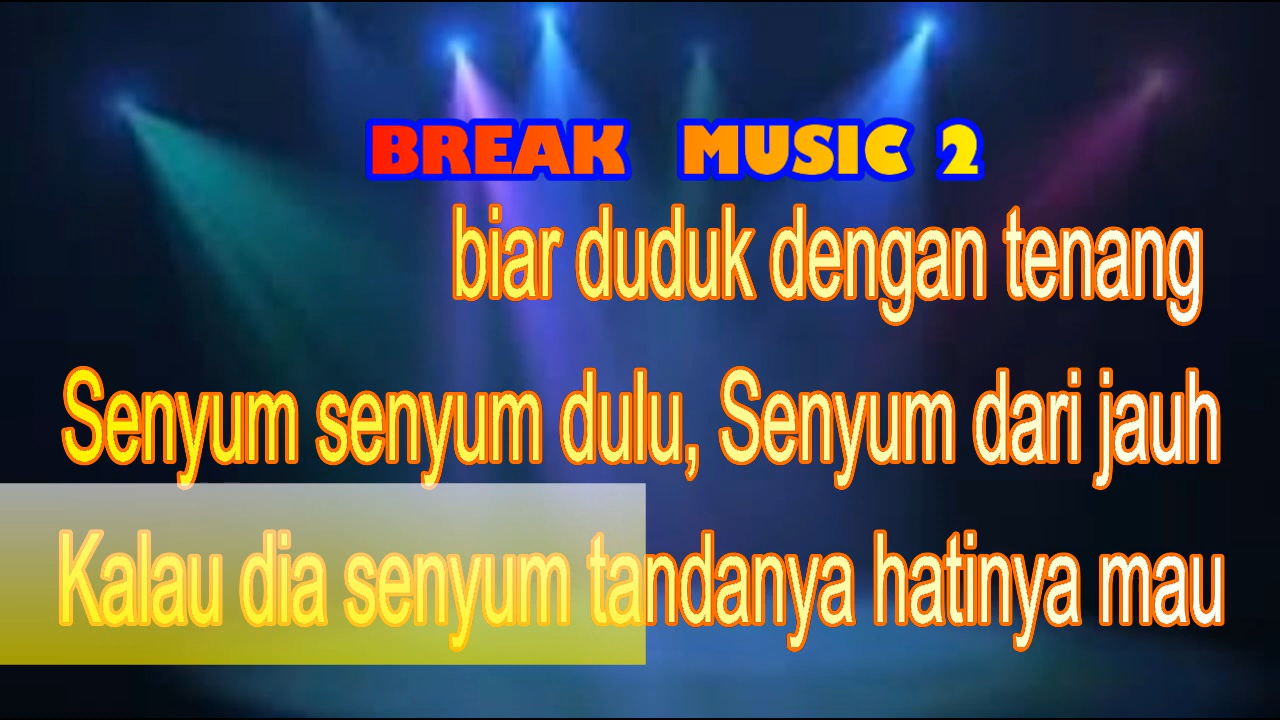 BREAK MUSIC 2
biar duduk dengan tenang
Senyum senyum dulu, Senyum dari jauh
Kalau dia senyum tandanya hatinya mau